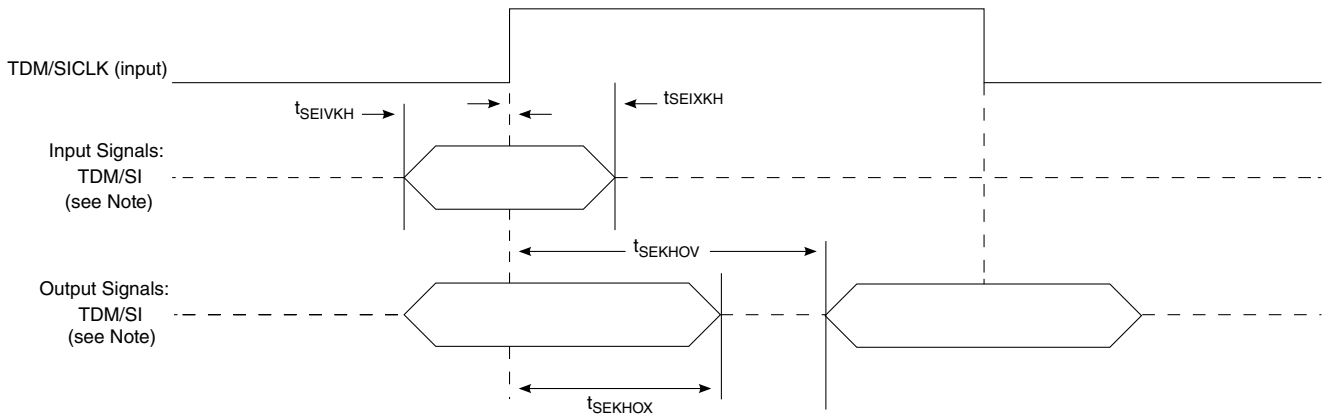 TDM/SICLK (input)
tSEIVKH
tSEIXKH
Input Signals:
TDM/SI
(see Note)
tSEKHOV
Output Signals:
TDM/SI
(see Note)
tSEKHOX